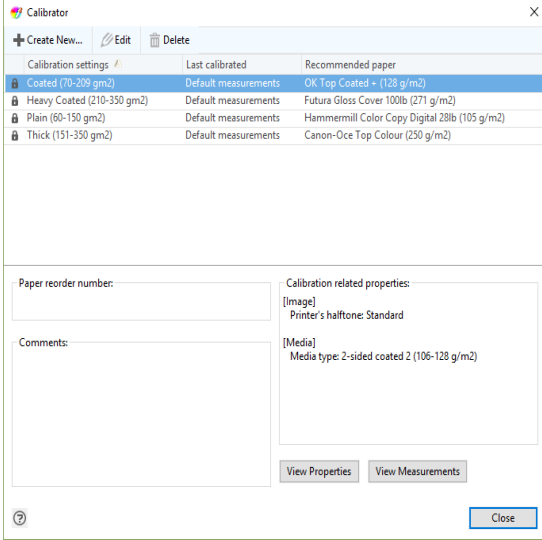 Calibrator
Create New... Edit Delete
Calibration settings Last calibrated Recommended paper
Coated (70-209 gm2) Default measurements OK Top Coated + (128 g/m2)
Heavy Coated (210-350 gm2) Default measurements Futura Gloss Cover 100lb (271 g/m2)
Plain (60-150 gm2) Default measurements Hammermill Color Copy Digital 28lb (105 g/m2)
Thick (151-350 gm2) Default measurements Canon-Oce Top Colour (250 g/m2)
Paper reorder number:
Comments:
Calibration related properties:
[Image]
Printer's halftone: Standard
[Media]
Media type: 2-sided coated 2 (106-128 g/m2)
View Properties View Measurements
Close